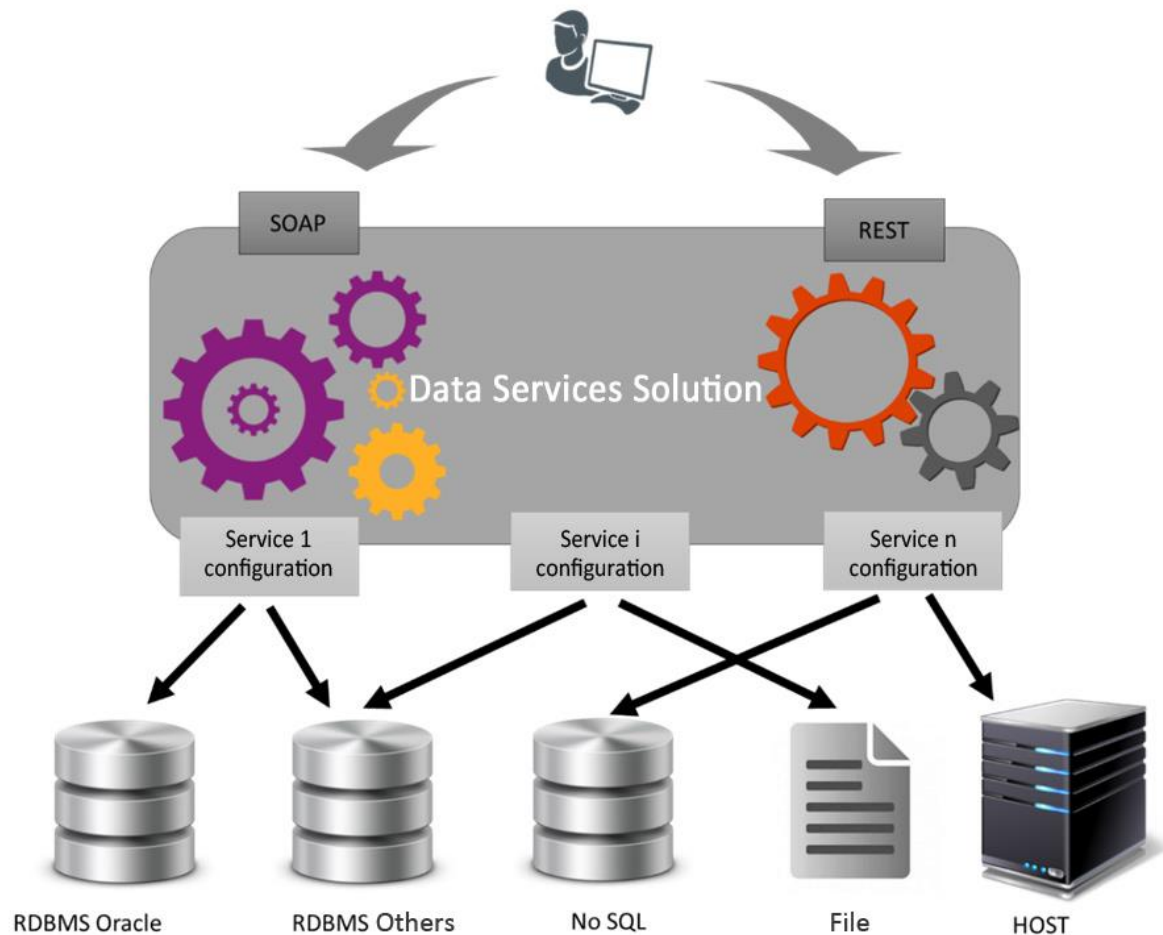 SOAP
REST
Data Services Solution
Service 1
configuration
Service i
configuration
Service n
configuration
RDBMS Oracle
RDBMS Others
No SQL
File
HOST